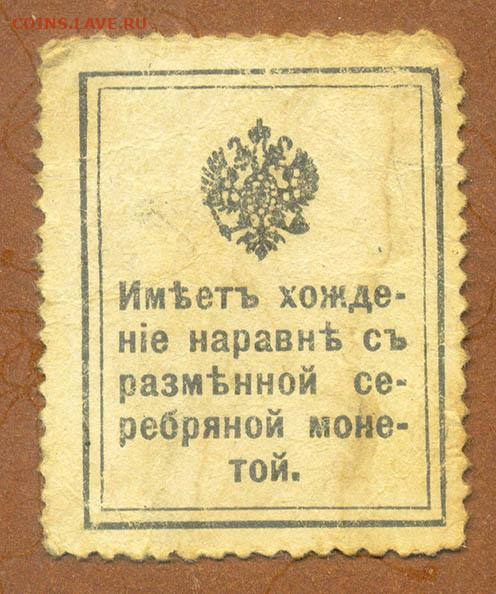 COINS.LAVE.RU
Имѣетъ хожде-
ніе наравнѣ съ
размѣнной се-
ребряной моне-
той.